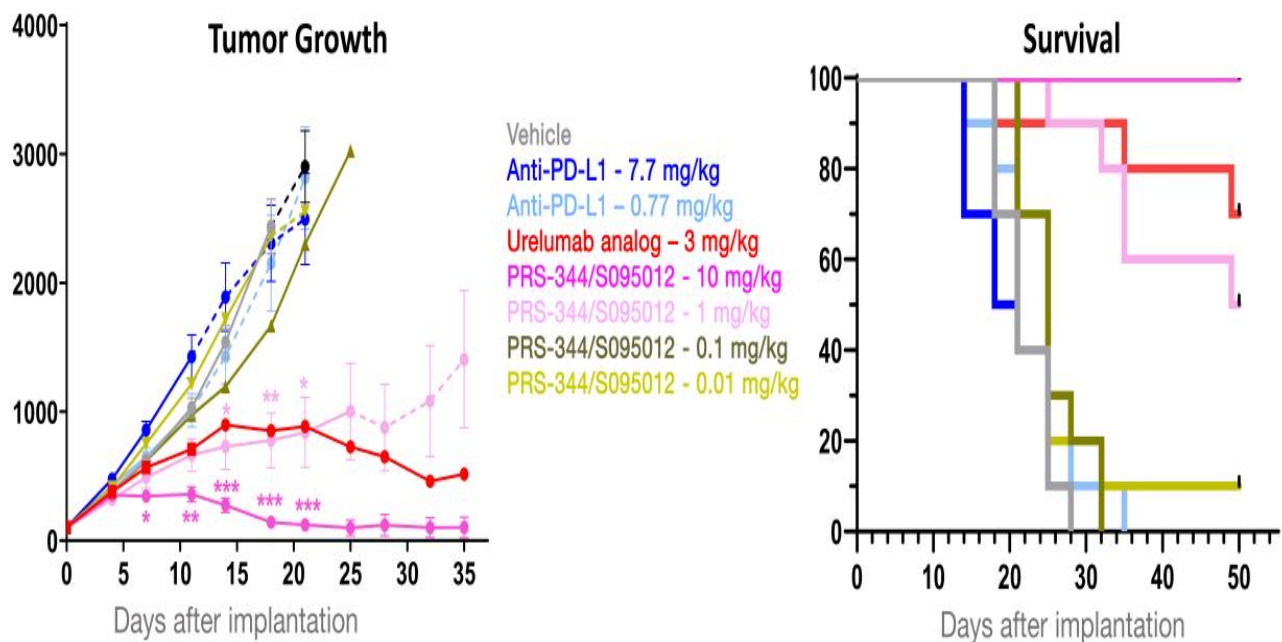 Tumor Growth
4000
3000
2000
1000
0
0 5 10 15 20 25 30 35
Days after implantation
*
**
*
***
***
***
*
**
Vehicle
Anti-PD-L1 - 7.7 mg/kg
Anti-PD-L1 – 0.77 mg/kg
Urelumab analog – 3 mg/kg
PRS-344/S095012 - 10 mg/kg
PRS-344/S095012 - 1 mg/kg
PRS-344/S095012 - 0.1 mg/kg
PRS-344/S095012 - 0.01 mg/kg
Survival
100
80
60
40
20
0
0 10 20 30 40 50
Days after implantation